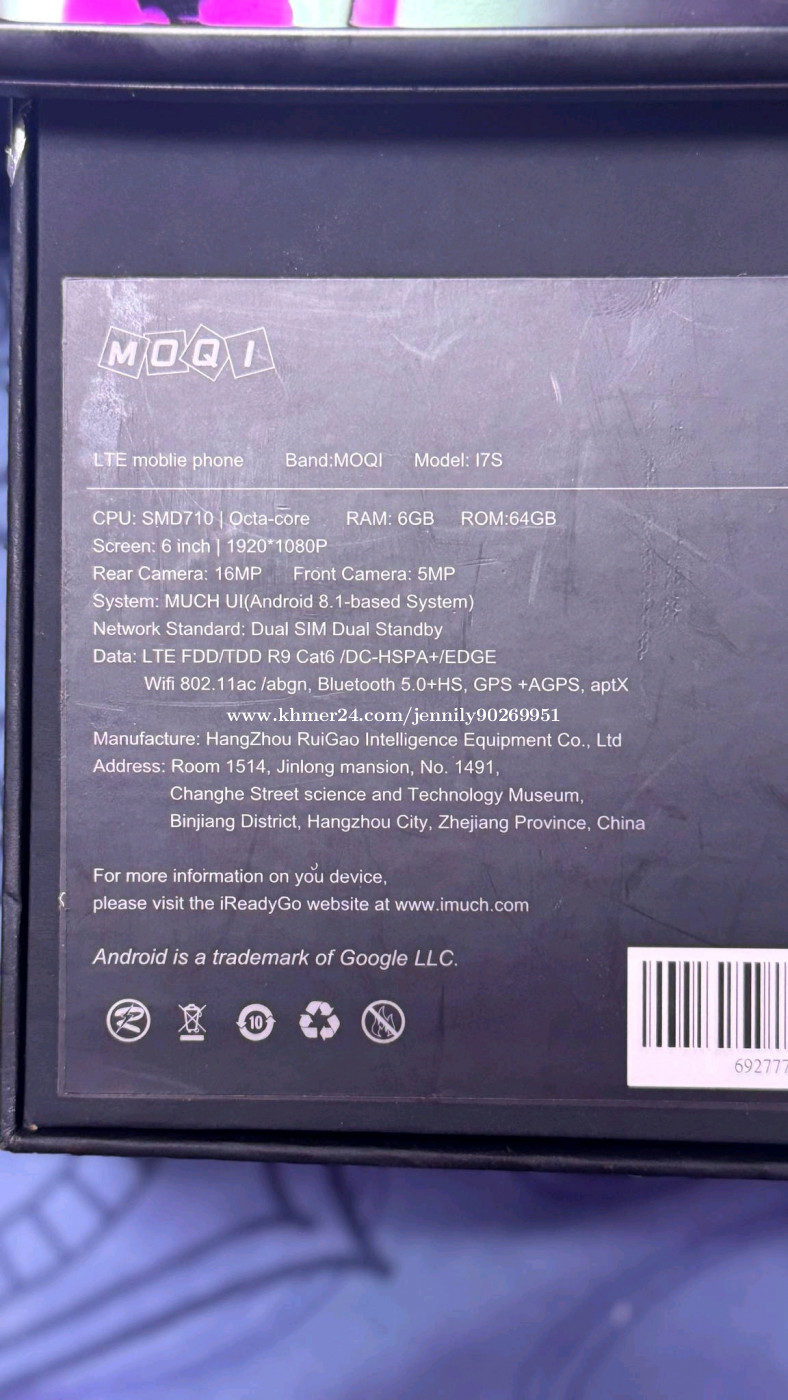 MOQI
LTE moblie phone Band:MOQI Model: I7S
CPU: SMD710 | Octa-core RAM: 6GB ROM:64GB
Screen: 6 inch | 1920*1080P
Rear Camera: 16MP Front Camera: 5MP
System: MUCH UI(Android 8.1-based System)
Network Standard: Dual SIM Dual Standby
Data: LTE FDD/TDD R9 Cat6 /DC-HSPA+/EDGE
Wifi 802.11ac /abgn, Bluetooth 5.0+HS, GPS +AGPS, aptX
www.khmer24.com/jennily90269951
Manufacture: HangZhou RuiGao Intelligence Equipment Co., Ltd
Address: Room 1514, Jinlong mansion, No. 1491,
Changhe Street science and Technology Museum,
Binjiang District, Hangzhou City, Zhejiang Province, China
For more information on you device,
please visit the iReadyGo website at www.imuch.com
Android is a trademark of Google LLC.
R 10
692777